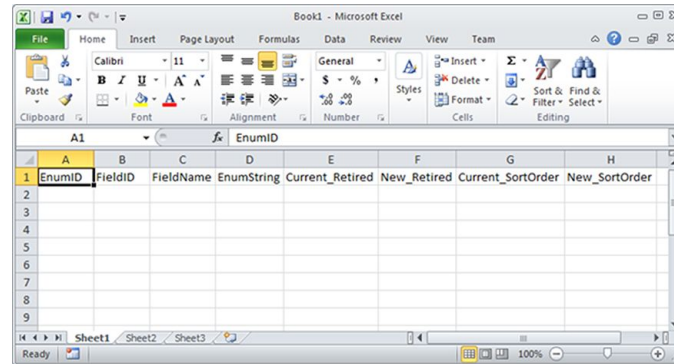 Book1 - Microsoft Excel
File Home Insert Page Layout Formulas Data Review View Team
Calibri 11 General Insert Σ
Paste B I U A A $ % , Styles Delete Sort & Filter Find & Select
A .00 .00 Format
Clipboard Font Alignment Number Cells Editing
A1 fx EnumID
A B C D E F G H
1 EnumID FieldID FieldName EnumString Current_Retired New_Retired Current_SortOrder New_SortOrder
2
3
4
5
6
7
8
9
Sheet1 Sheet2 Sheet3
Ready 100%